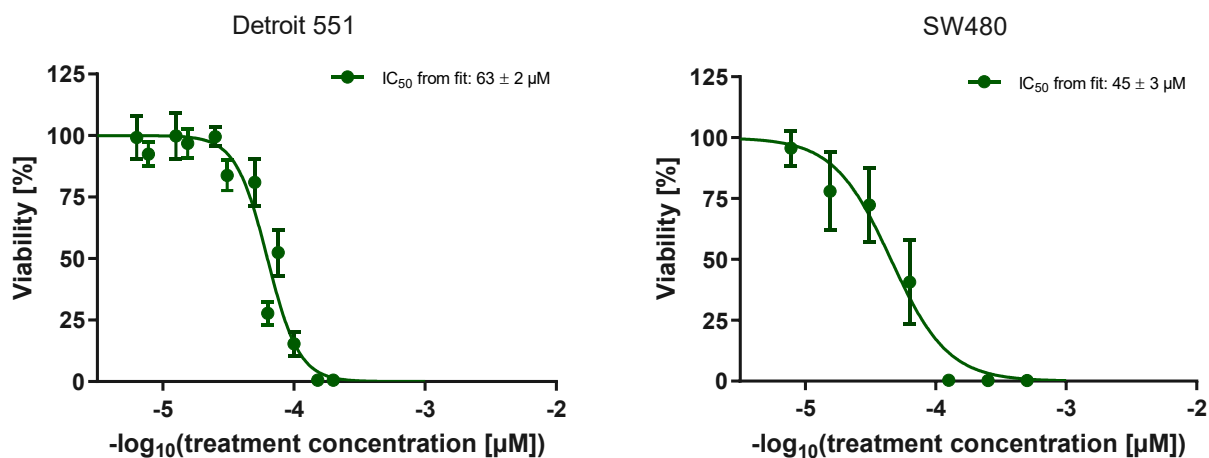 Detroit 551
IC50 from fit: 63 ± 2 µM
Viability [%]
125
100
75
50
25
0
-5
-4
-3
-2
-log10(treatment concentration [µM])
SW480
IC50 from fit: 45 ± 3 µM
Viability [%]
125
100
75
50
25
0
-5
-4
-3
-2
-log10(treatment concentration [µM])